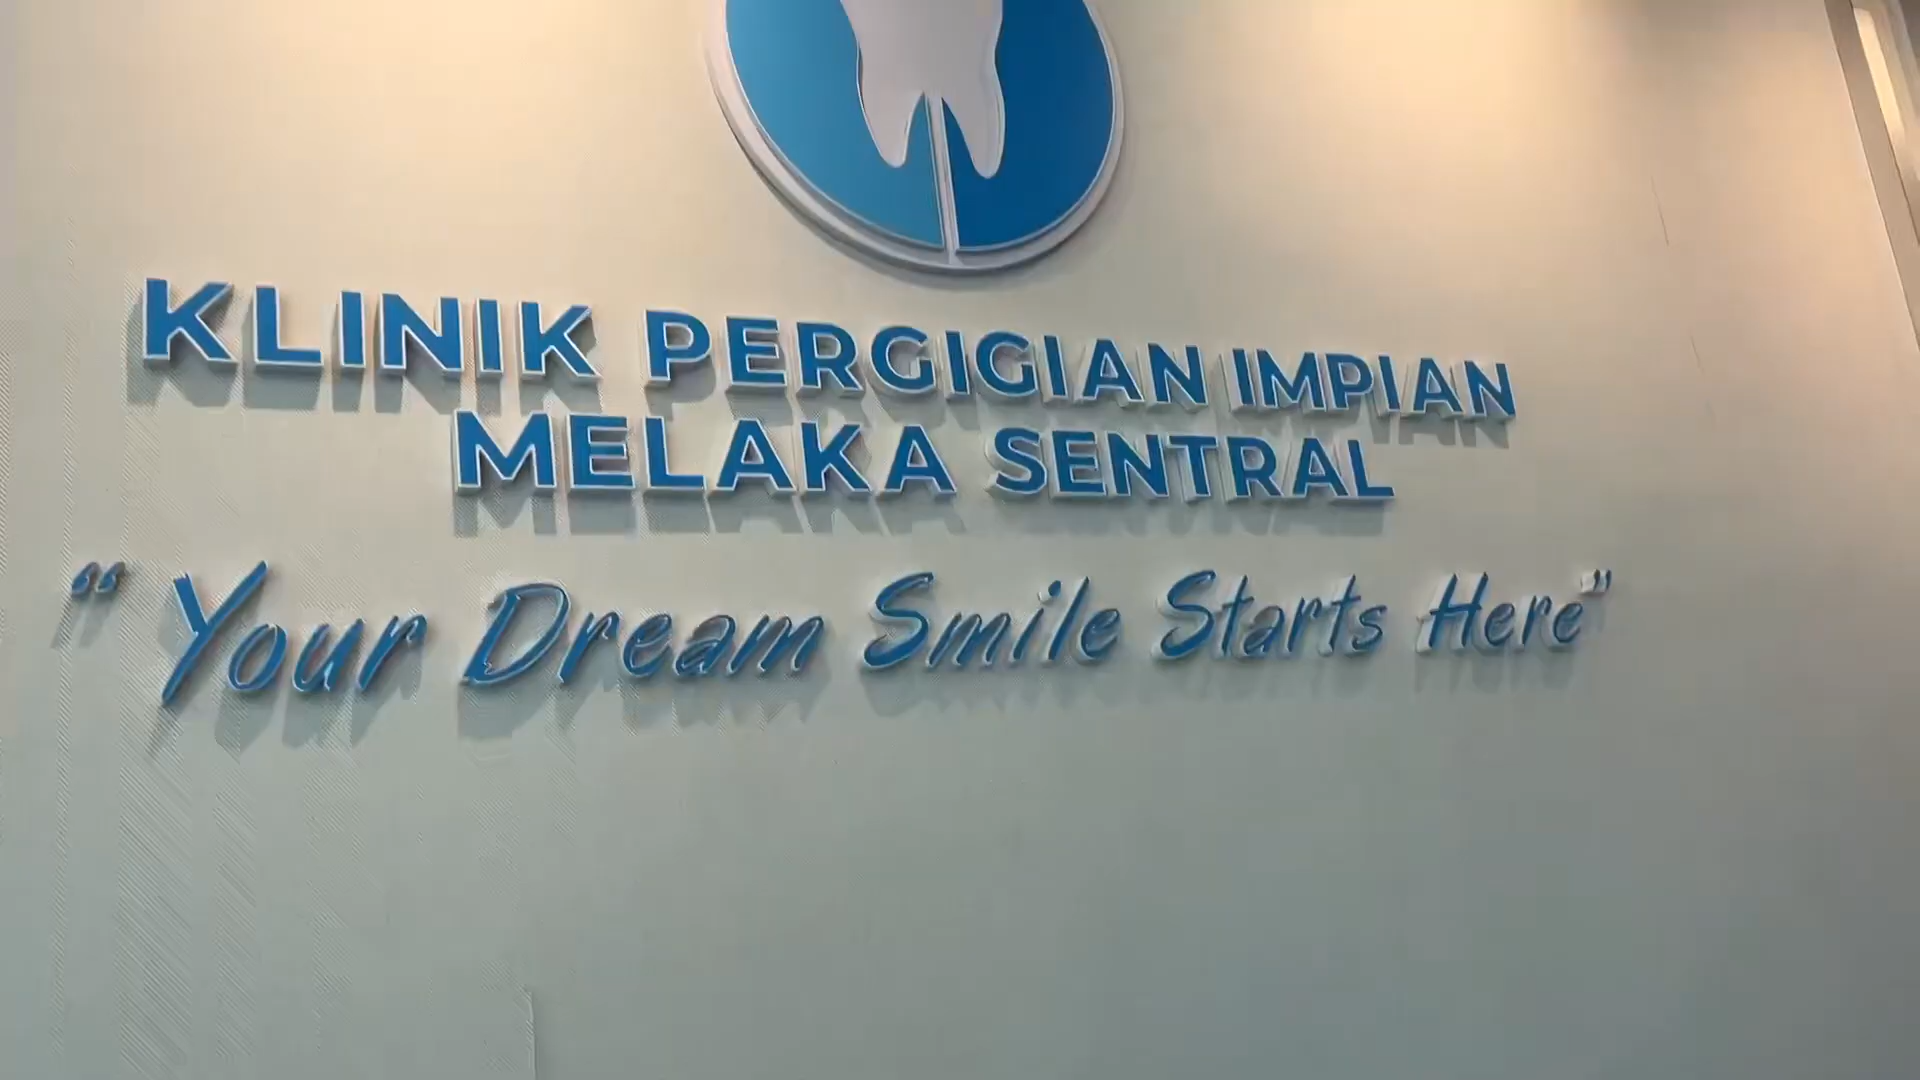 KLINIK PERGIGIAN IMPIAN
MELAKA SENTRAL
“Your Dream Smile Starts Here”